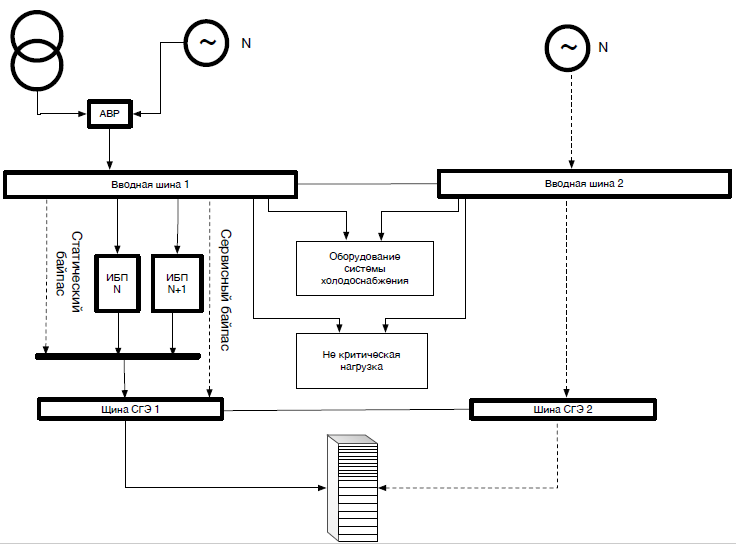 ~
N
~
N
АВР
Вводная шина 1
Вводная шина 2
Статический
байпас
ИБП
N
ИБП
N+1
Сервисный байпас
Оборудование
системы
холодоснабжения
Не критическая
нагрузка
Щина СГЭ 1
Шина СГЭ 2